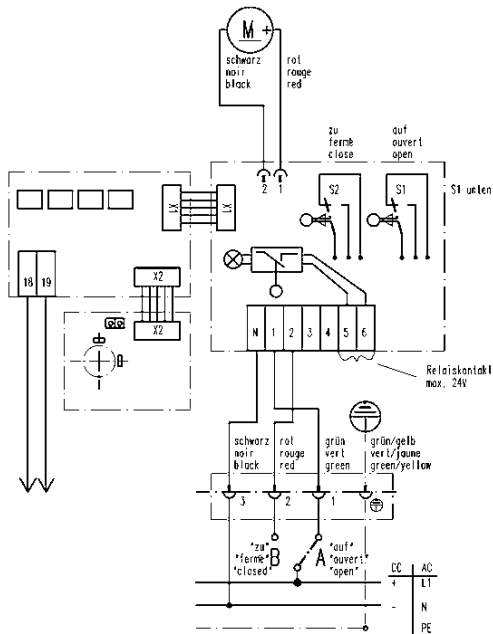 M +
schwarz
noir
black
rot
rouge
red
zu
fermé
close
auf
ouvert
open
2 1
S2
S1
S1 unten
X1
X1
18 19
X2
X2
N 1 2 3 4 5 6
Relaiskontakt
max. 24V
schwarz
noir
black
rot
rouge
red
grün
vert
green
grün/gelb
vert/jaune
green/yellow
3 2 1
"zu"
"fermé"
"closed"
B
A
"auf"
"ouvert"
"open"
CC AC
+ L1
- N
PE